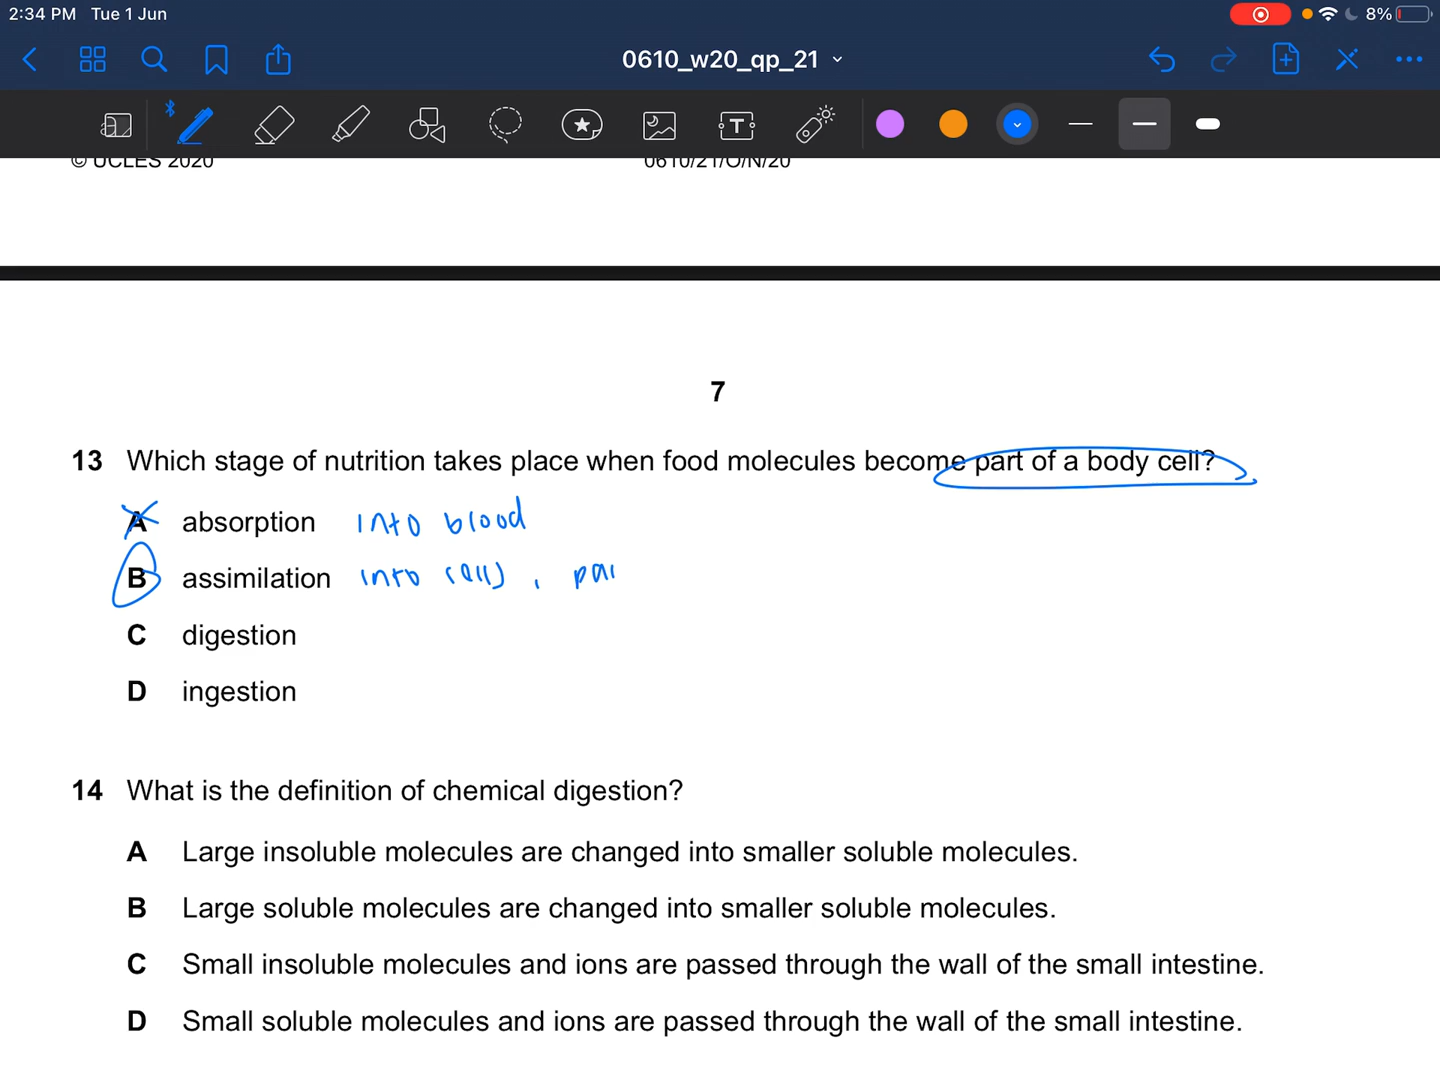 2:34 PM Tue 1 Jun 8%
0610_w20_qp_21
T
© UCLES 2020 0610/21/O/N/20
7
13 Which stage of nutrition takes place when food molecules become part of a body cell?
A absorption into blood
B assimilation into cells, par
C digestion
D ingestion
14 What is the definition of chemical digestion?
A Large insoluble molecules are changed into smaller soluble molecules.
B Large soluble molecules are changed into smaller soluble molecules.
C Small insoluble molecules and ions are passed through the wall of the small intestine.
D Small soluble molecules and ions are passed through the wall of the small intestine.